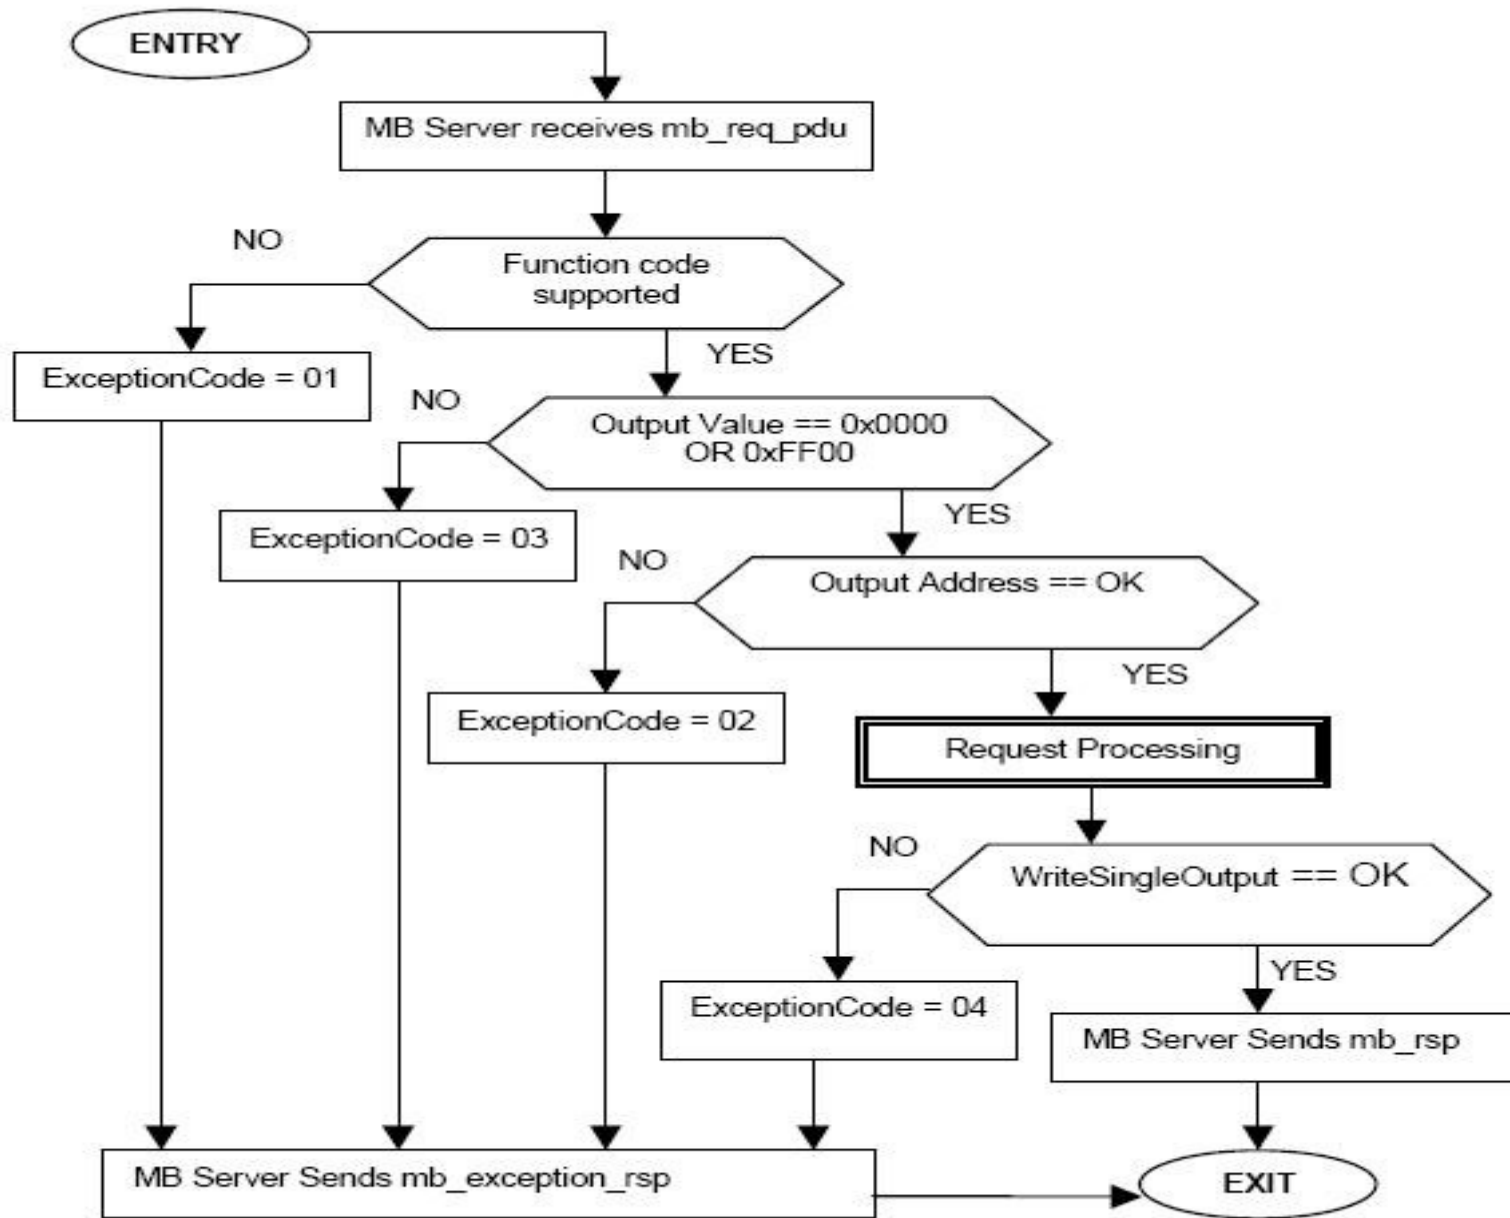 ENTRY
MB Server receives mb_req_pdu
NO
Function code
supported
YES
ExceptionCode = 01
NO
Output Value == 0x0000
OR 0xFF00
YES
ExceptionCode = 03
NO
Output Address == OK
YES
ExceptionCode = 02
Request Processing
NO
WriteSingleOutput == OK
YES
ExceptionCode = 04
MB Server Sends mb_rsp
MB Server Sends mb_exception_rsp
EXIT